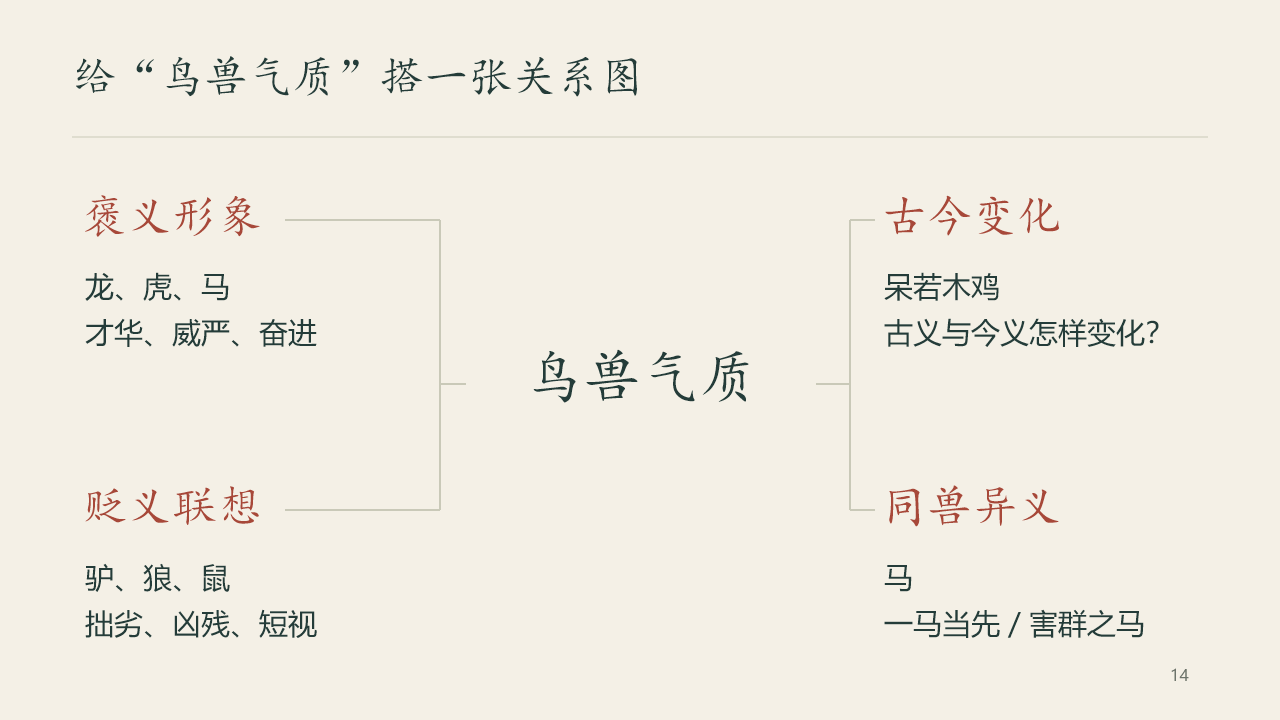 给“鸟兽气质”搭一张关系图
褒义形象
龙、虎、马
才华、威严、奋进
贬义联想
驴、狼、鼠
拙劣、凶残、短视
鸟兽气质
古今变化
呆若木鸡
古义与今义怎样变化？
同兽异义
马
一马当先 / 害群之马
14